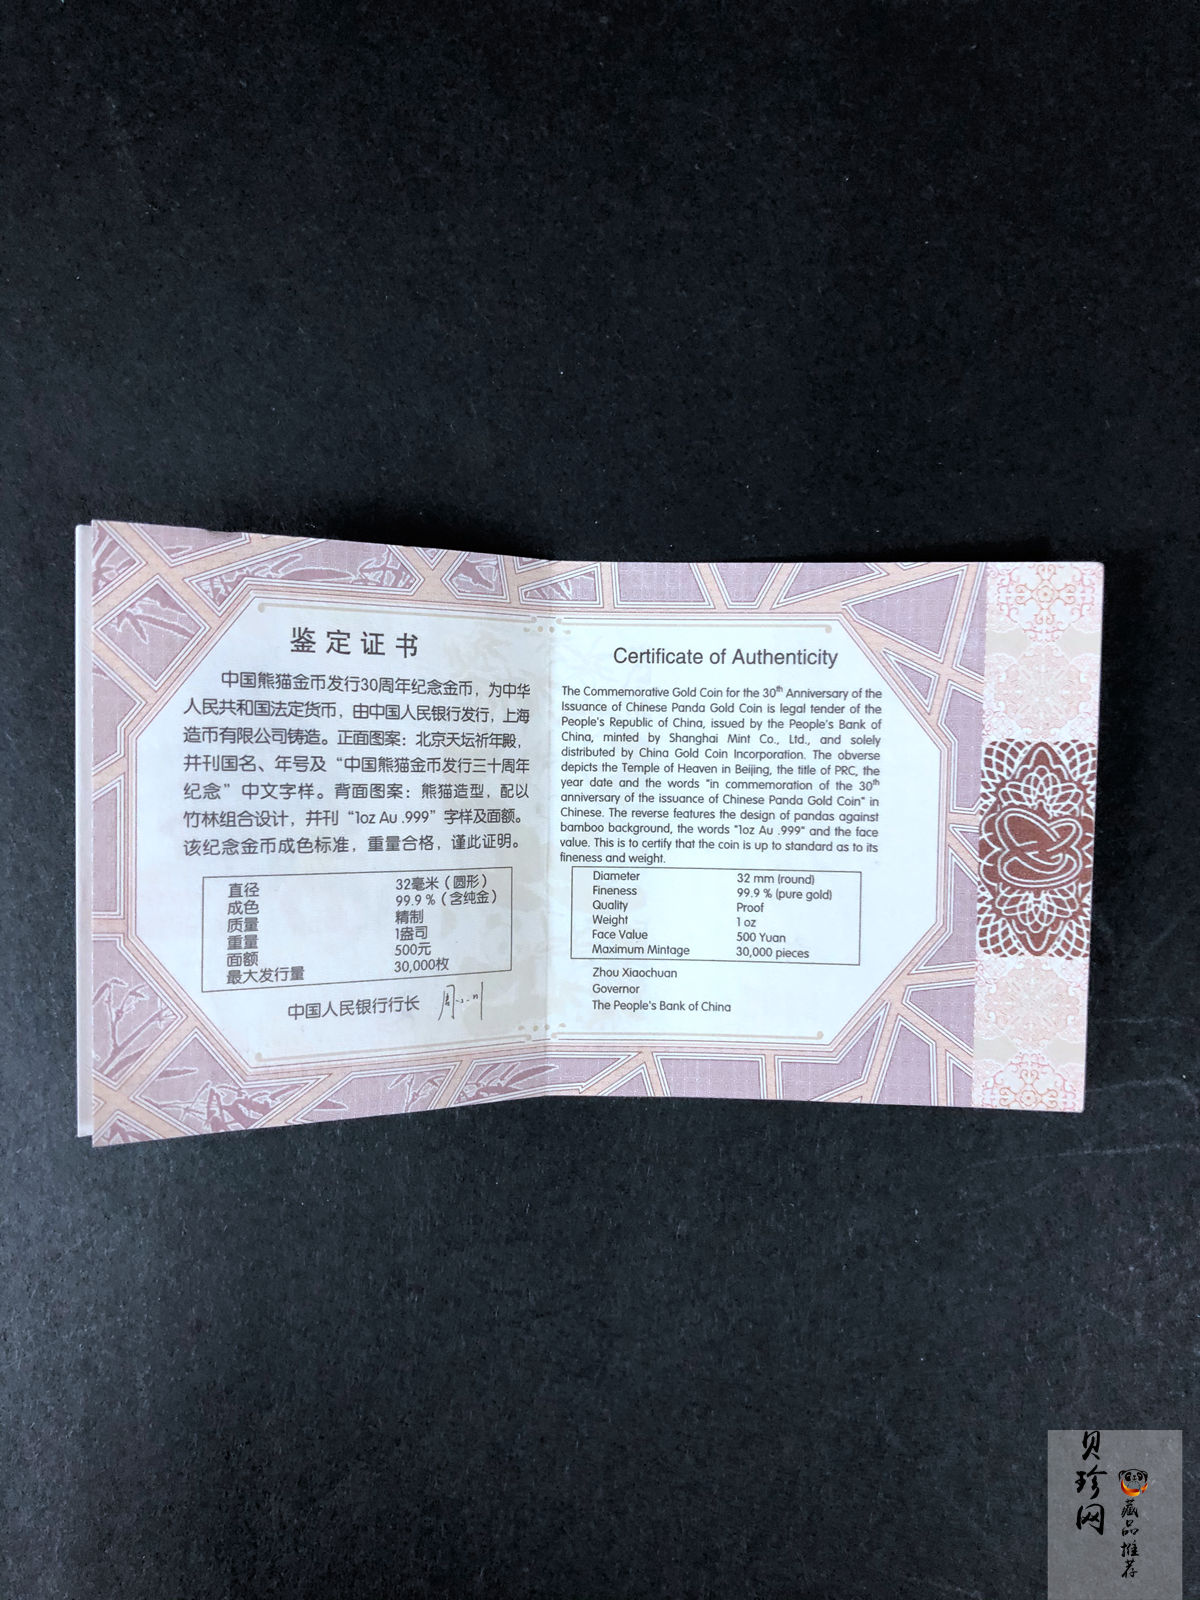 鉴定证书
中国熊猫金币发行30周年纪念金币，为中华
人民共和国法定货币，由中国人民银行发行，上海
造币有限公司铸造。正面图案：北京天坛祈年殿，
并刊国名、年号及“中国熊猫金币发行三十周年
纪念”中文字样。背面图案：熊猫造型，配以
竹林组合设计，并刊“1oz Au .999”字样及面额。
该纪念金币成色标准，重量合格，谨此证明。
直径 32毫米（圆形）
成色 99.9 %（含纯金）
质量 精制
重量 1盎司
面额 500元
最大发行量 30,000枚
中国人民银行行长
Certificate of Authenticity
The Commemorative Gold Coin for the 30th Anniversary of the
Issuance of Chinese Panda Gold Coin is legal tender of the
People's Republic of China, issued by the People's Bank of
China, minted by Shanghai Mint Co., Ltd., and solely
distributed by China Gold Coin Incorporation. The obverse
depicts the Temple of Heaven in Beijing, the title of PRC, the
year date and the words "in commemoration of the 30th
anniversary of the issuance of Chinese Panda Gold Coin" in
Chinese. The reverse features the design of pandas against
bamboo background, the words "1oz Au .999" and the face
value. This is to certify that the coin is up to standard as to its
fineness and weight.
Diameter 32 mm (round)
Fineness 99.9 % (pure gold)
Quality Proof
Weight 1 oz
Face Value 500 Yuan
Maximum Mintage 30,000 pieces
Zhou Xiaochuan
Governor
The People's Bank of China
贝珍网
藏品推荐